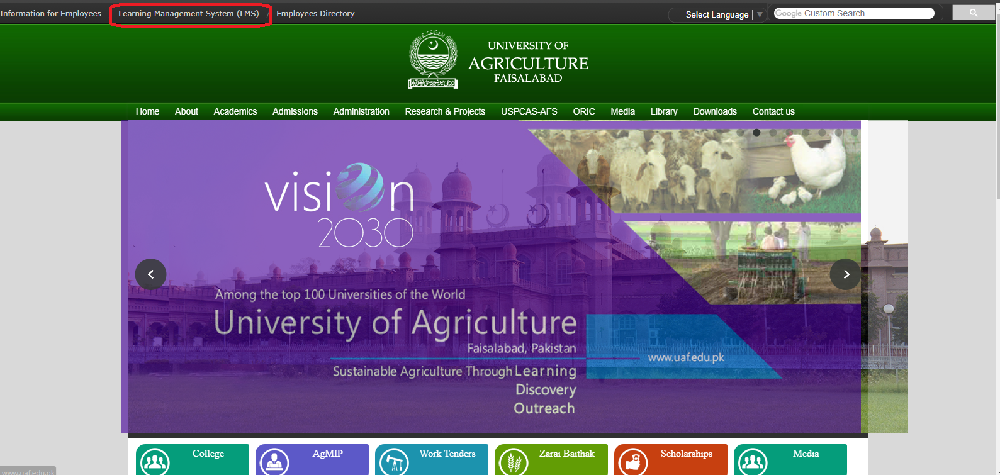 Information for Employees
Learning Management System (LMS)
/
Employees Directory
Select Language
Google Custom Search
UNIVERSITY OF
AGRICULTURE
FAISALABAD
Home About Academics Admissions Administration Research & Projects USPCAS-AFS ORIC Media Library Downloads Contact us
visiOn
2030
Among the top 100 Universities of the World
University of Agriculture
Faisalabad, Pakistan
www.uaf.edu.pk
Sustainable Agriculture Through Learning
Discovery
Outreach
College AgMIP Work Tenders Zarai Baithak Scholarships Media
www.uaf.edu.pk